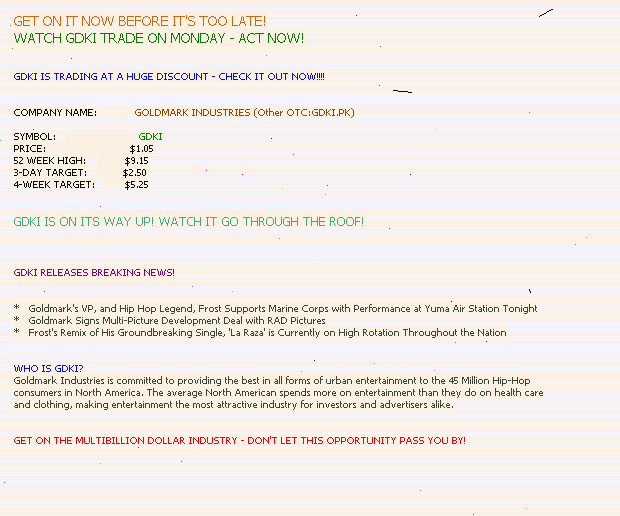 GET ON IT NOW BEFORE IT'S TOO LATE!
WATCH GDKI TRADE ON MONDAY - ACT NOW!
GDKI IS TRADING AT A HUGE DISCOUNT - CHECK IT OUT NOW!!!!
COMPANY NAME: GOLDMARK INDUSTRIES (Other OTC:GDKI.PK)
SYMBOL: GDKI
PRICE: $1.05
52 WEEK HIGH: $9.15
3-DAY TARGET: $2.50
4-WEEK TARGET: $5.25
GDKI IS ON ITS WAY UP! WATCH IT GO THROUGH THE ROOF!
GDKI RELEASES BREAKING NEWS!
* Goldmark's VP, and Hip Hop Legend, Frost Supports Marine Corps with Performance at Yuma Air Station Tonight
* Goldmark Signs Multi-Picture Development Deal with RAD Pictures
* Frost's Remix of His Groundbreaking Single, 'La Raza' is Currently on High Rotation Throughout the Nation
WHO IS GDKI?
Goldmark Industries is committed to providing the best in all forms of urban entertainment to the 45 Million Hip-Hop
consumers in North America. The average North American spends more on entertainment than they do on health care
and clothing, making entertainment the most attractive industry for investors and advertisers alike.
GET ON THE MULTIBILLION DOLLAR INDUSTRY - DON'T LET THIS OPPORTUNITY PASS YOU BY!